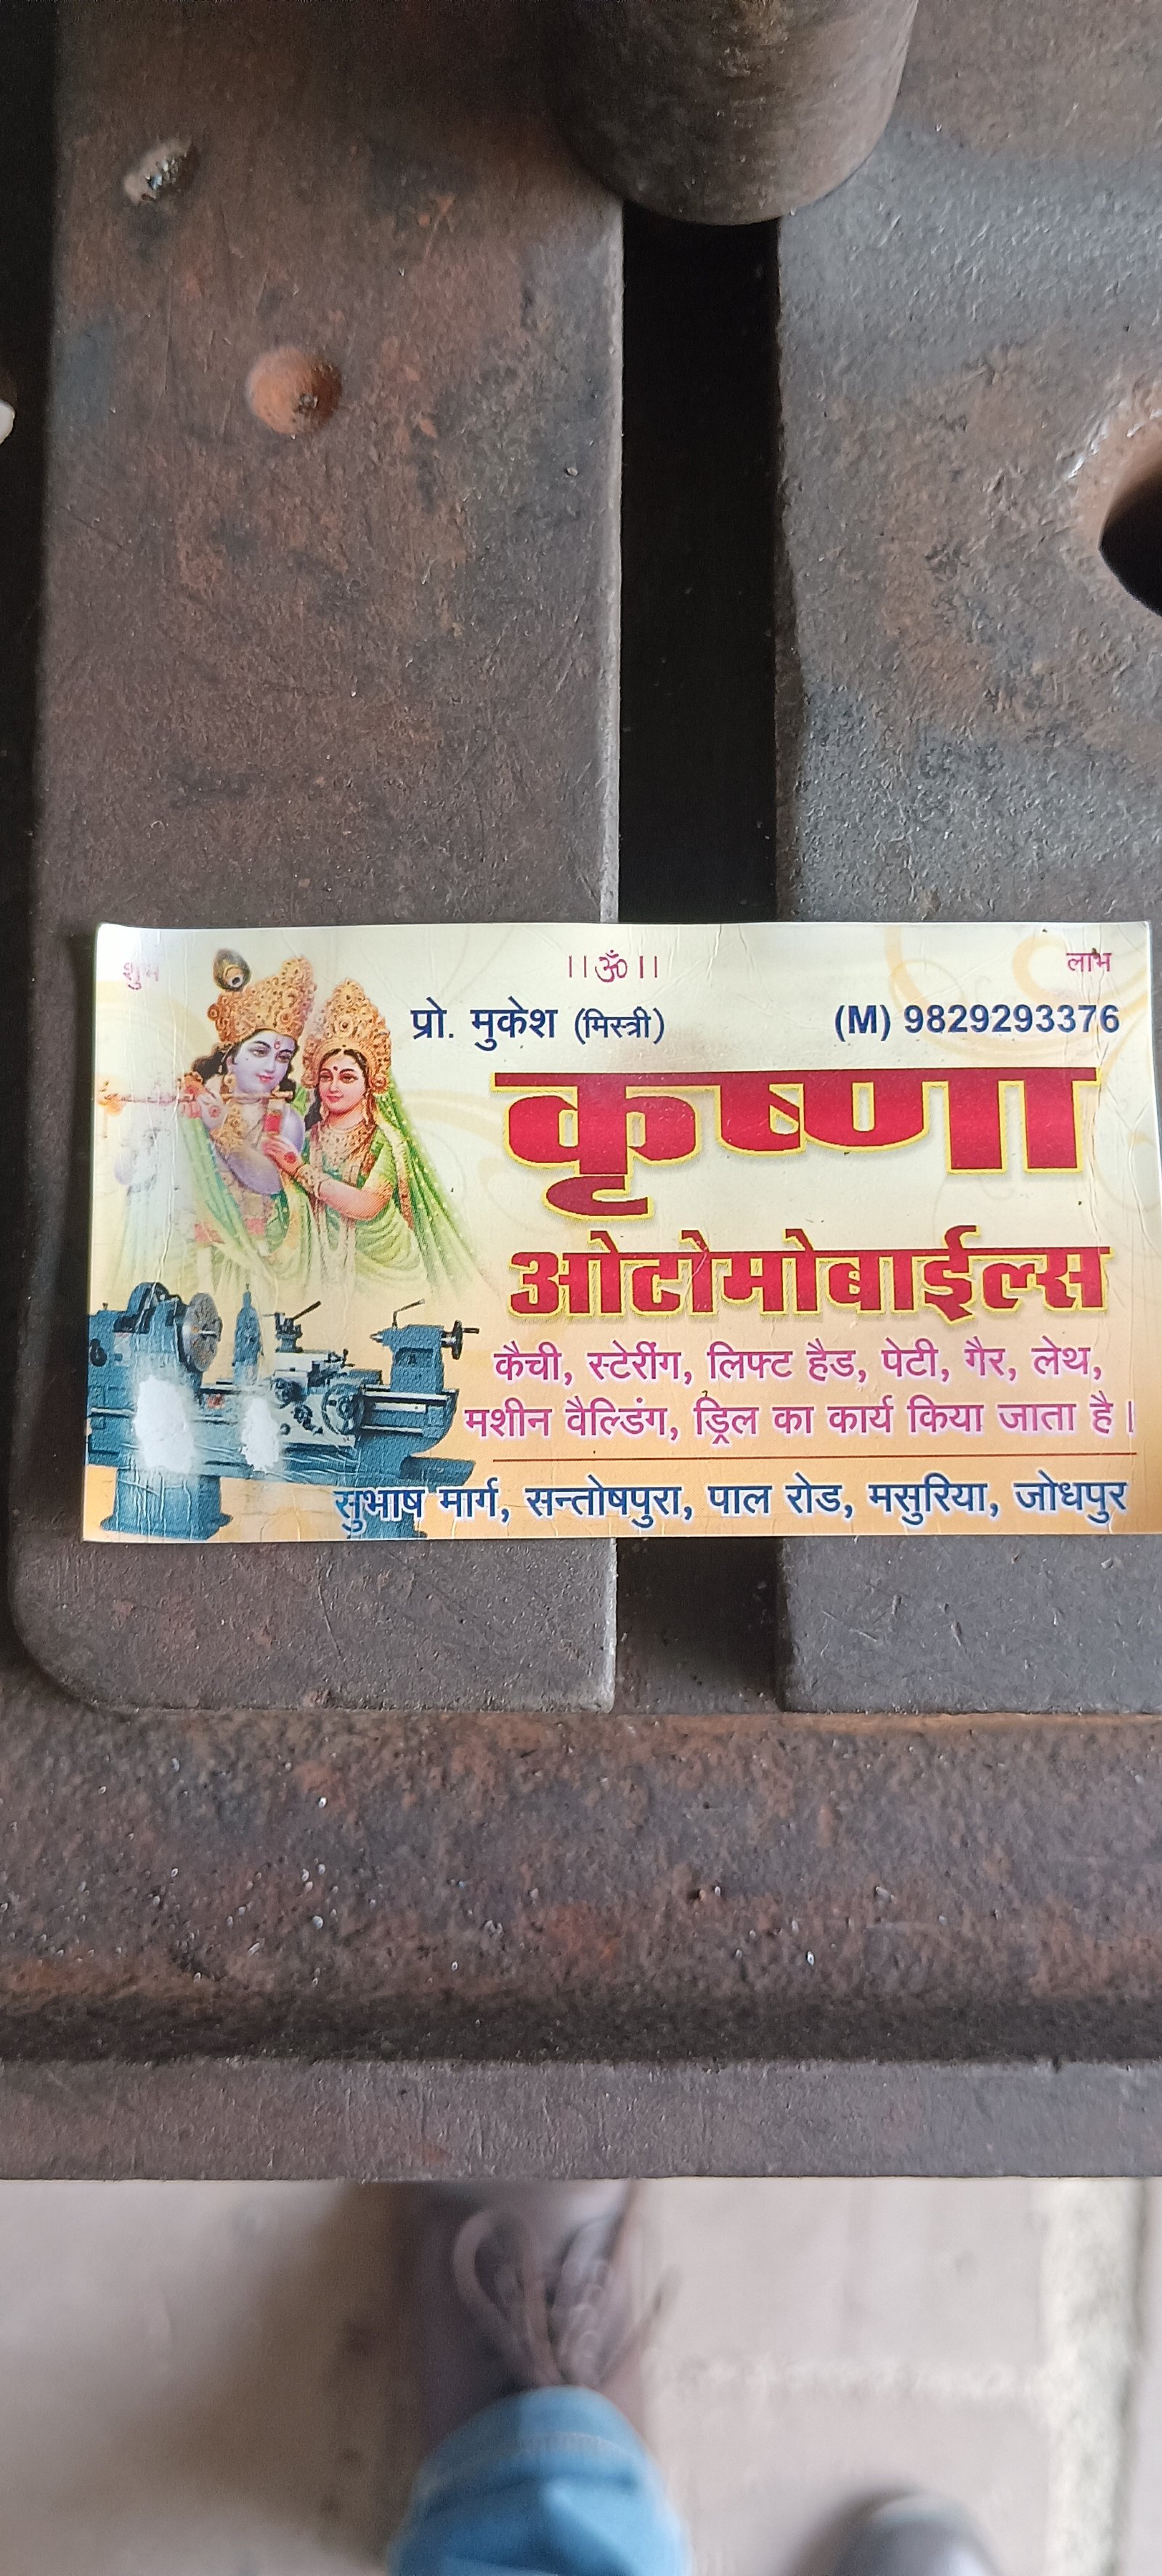 शुभ ||ॐ|| लाभ
प्रो. मुकेश (मिस्त्री) (M) 9829293376
कृष्णा
ओटोमोबाईल्स
कैची, स्टेरींग, लिफ्ट हैड, पेटी, गैर, लेथ,
मशीन वैल्डिंग, ड्रिल का कार्य किया जाता है।
सुभाष मार्ग, सन्तोषपुरा, पाल रोड, मसुरिया, जोधपुर